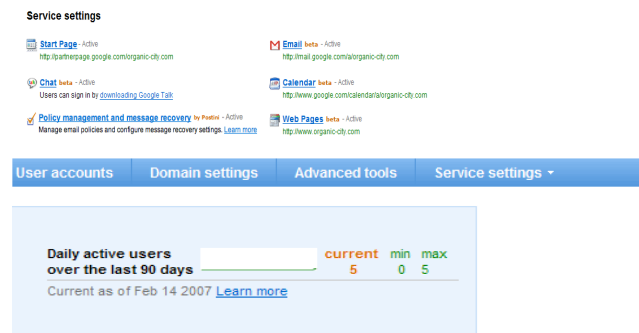 Service settings
Start Page - Active
http://partnerpage.google.com/organic-city.com
Email beta - Active
http://mail.google.com/a/organic-city.com
Chat beta - Active
Users can sign in by downloading Google Talk
Calendar beta - Active
http://www.google.com/calendar/a/organic-city.com
Policy management and message recovery by Postini - Active
Manage email policies and configure message recovery settings. Learn more
Web Pages beta - Active
http://www.organic-city.com
User accounts Domain settings Advanced tools Service settings
Daily active users over the last 90 days
current min max
5 0 5
Current as of Feb 14 2007 Learn more